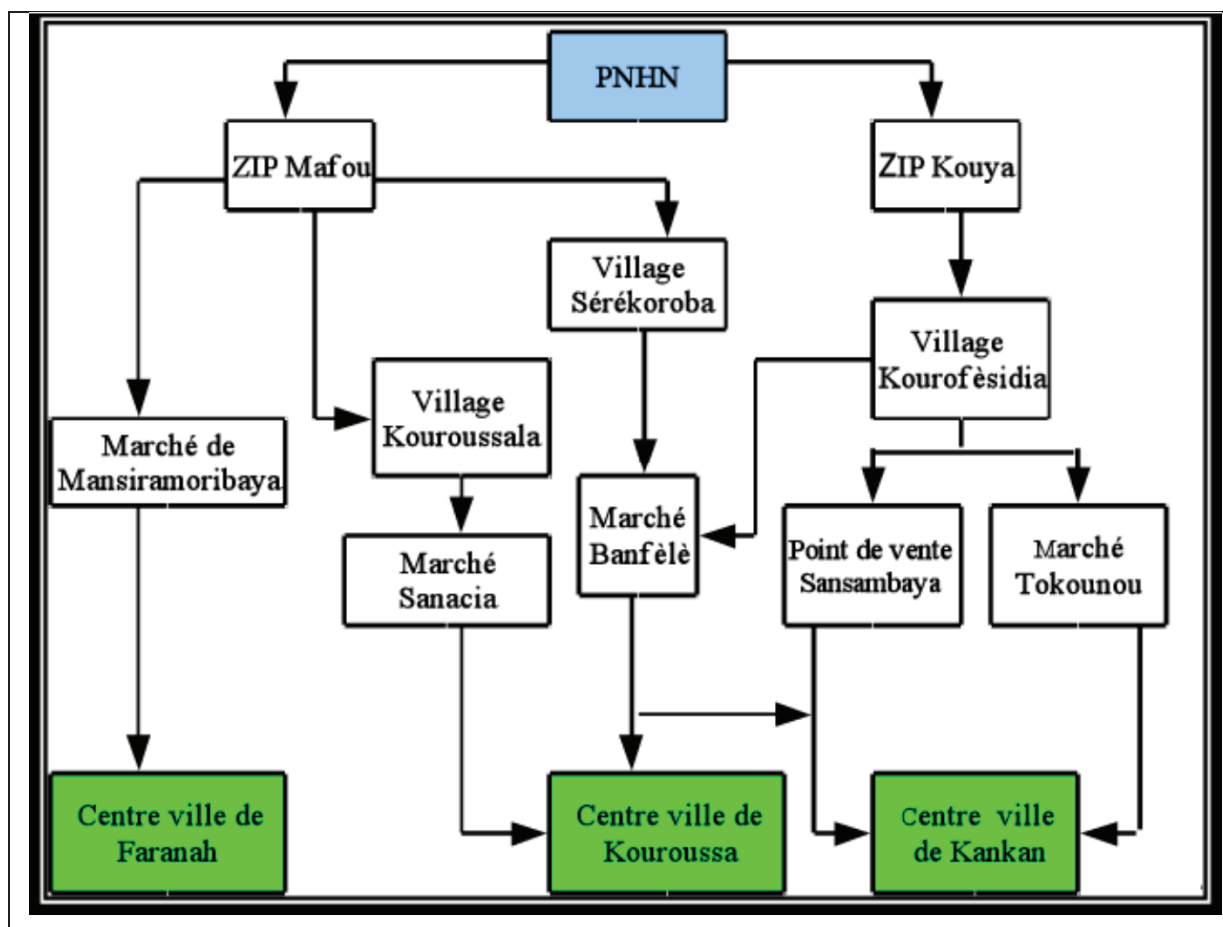 PNHN
ZIP Mafou
ZIP Kouya
Village
Sérékoroba
Village
Kourofèsidia
Village
Kouroussala
Marché de
Mansiramoribaya
Marché
Banfèlè
Point de vente
Sansambaya
Marché
Tokounou
Marché
Sanacia
Centre ville de
Faranah
Centre ville de
Kouroussa
Centre ville
de Kankan